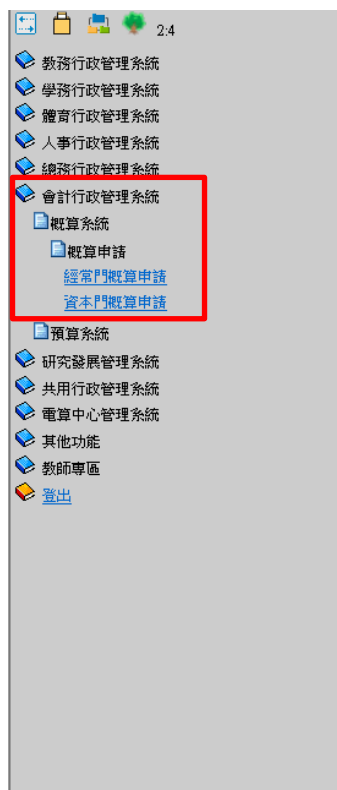 2:4
教務行政管理系統
學務行政管理系統
體育行政管理系統
人事行政管理系統
總務行政管理系統
會計行政管理系統
概算系統
概算申請
經常門概算申請
資本門概算申請
預算系統
研究發展管理系統
共用行政管理系統
電算中心管理系統
其他功能
教師專區
登出